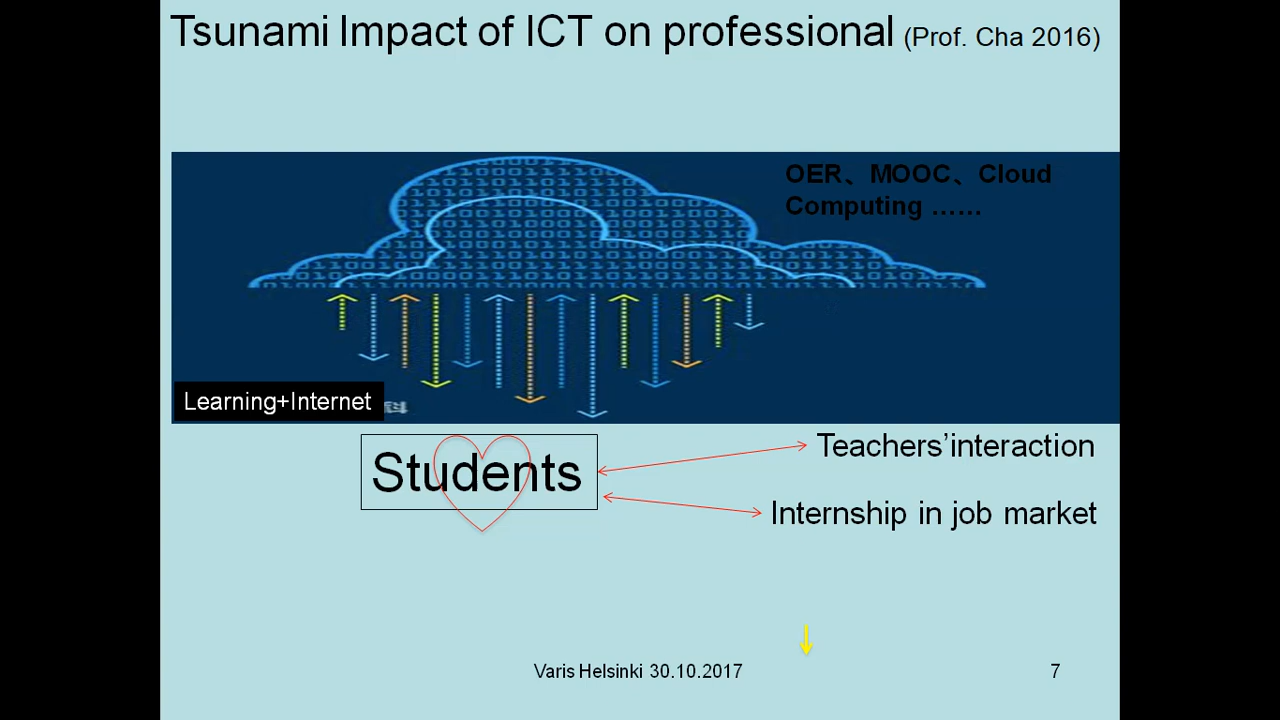 Tsunami Impact of ICT on professional (Prof. Cha 2016)
OER、MOOC、Cloud
Computing ……
Learning+Internet
Students
Teachers’interaction
Internship in job market
Varis Helsinki 30.10.2017
7